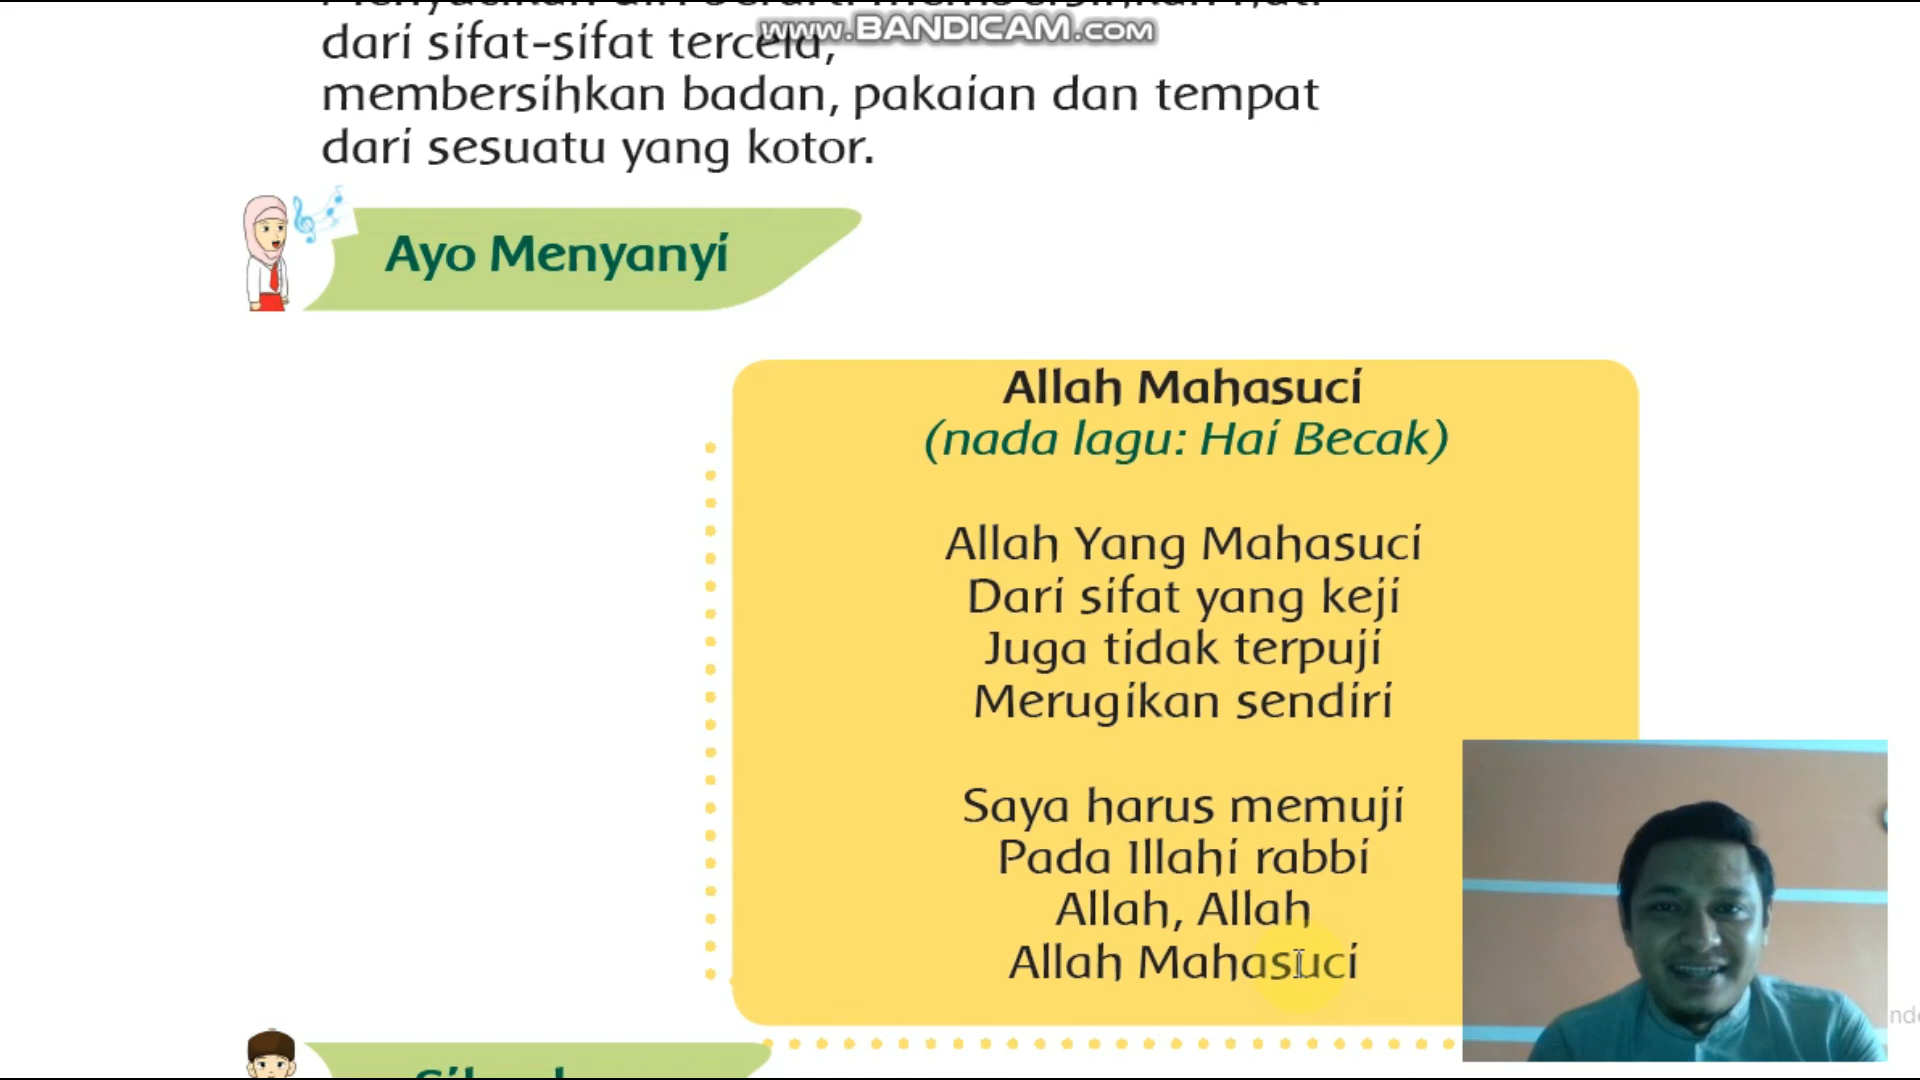 www.BANDICAM.com
dari sifat-sifat tercela,
membersihkan badan, pakaian dan tempat
dari sesuatu yang kotor.
Ayo Menyanyi
Allah Mahasuci
(nada lagu: Hai Becak)
Allah Yang Mahasuci
Dari sifat yang keji
Juga tidak terpuji
Merugikan sendiri
Saya harus memuji
Pada Illahi rabbi
Allah, Allah
Allah Mahasuci